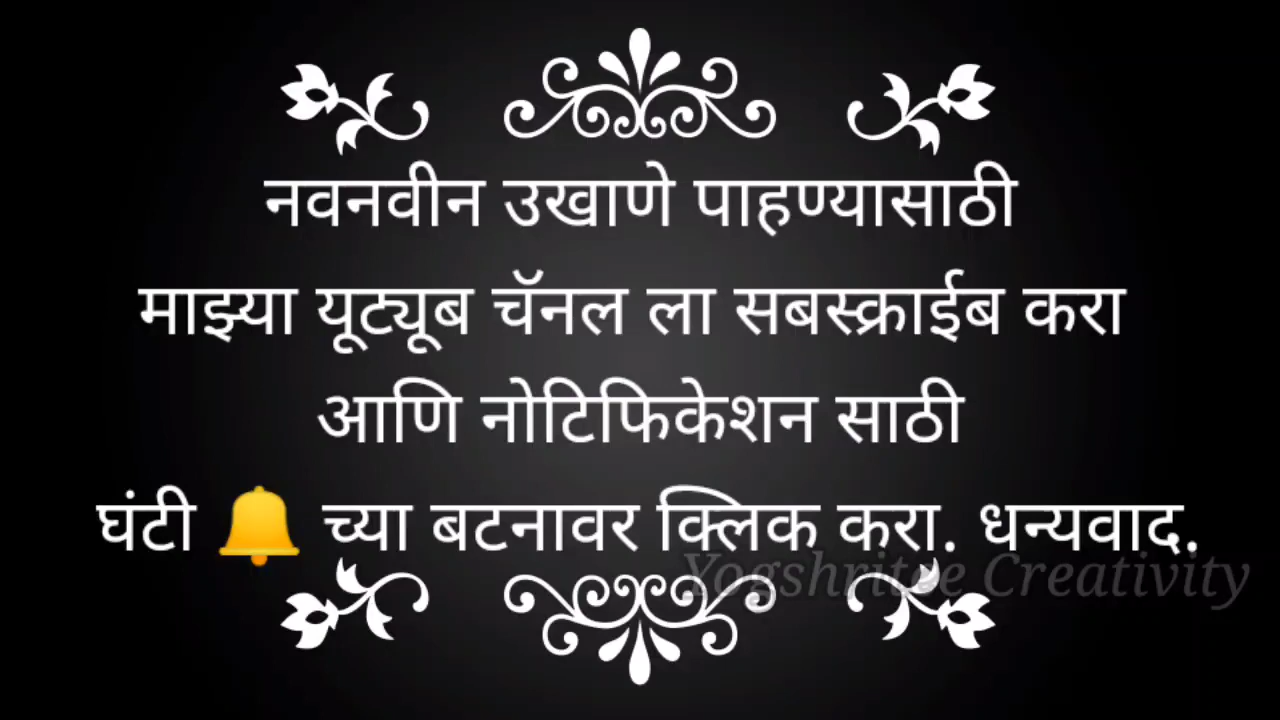 नवनवीन उखाणे पाहण्यासाठी
माझ्या यूट्यूब चॅनल ला सबस्क्राईब करा
आणि नोटिफिकेशन साठी
घंटी 🔔 च्या बटनावर क्लिक करा. धन्यवाद.
Yogshritee Creativity